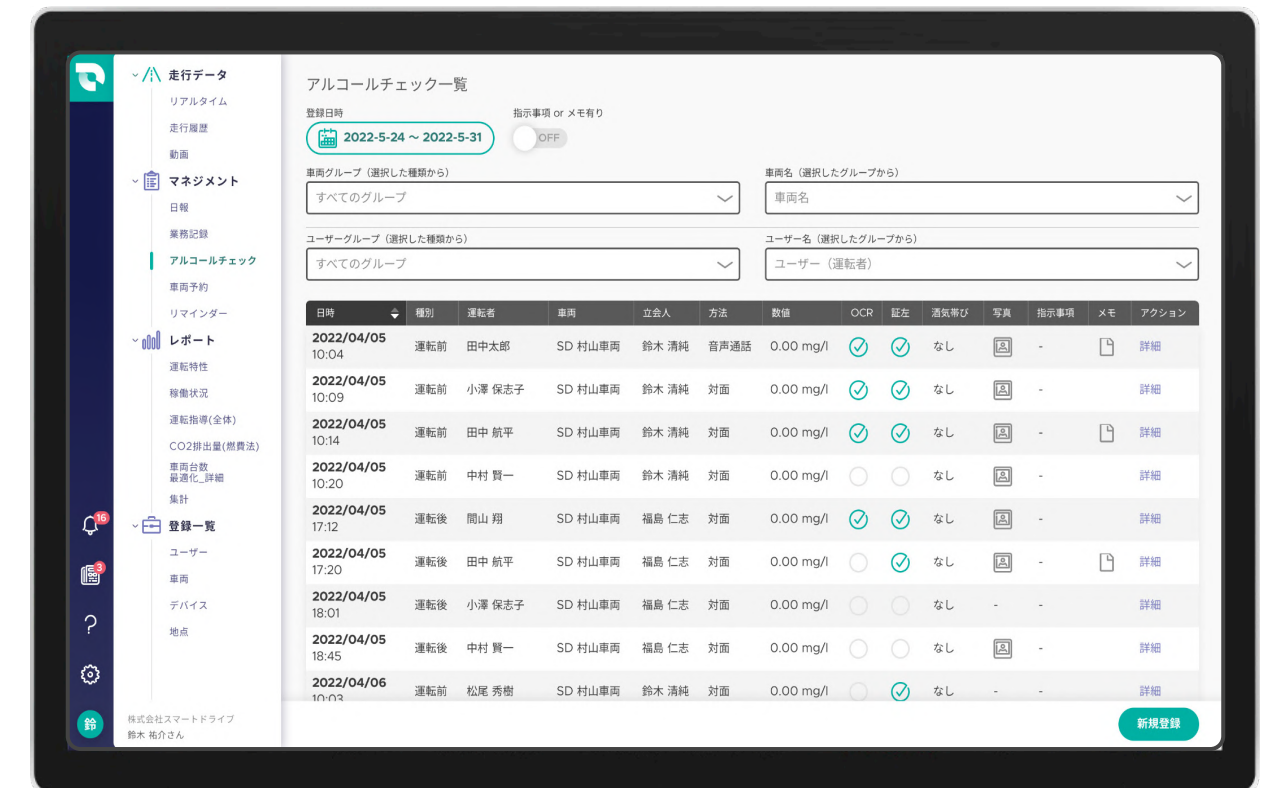 走行データ
リアルタイム
走行履歴
動画
マネジメント
日報
業務記録
アルコールチェック
車両予約
リマインダー
レポート
運転特性
稼働状況
運転指導(全体)
CO2排出量(燃費法)
車両台数
最適化_詳細
集計
登録一覧
ユーザー
車両
デバイス
地点
16
3
?
鈴
株式会社スマートドライブ
鈴木 祐介さん
アルコールチェック一覧
登録日時
指示事項 or メモ有り
2022-5-24 ~ 2022-5-31
OFF
車両グループ（選択した種類から）
車両名（選択したグループから）
すべてのグループ
車両名
ユーザーグループ（選択した種類から）
ユーザー名（選択したグループから）
すべてのグループ
ユーザー（運転者）
日時 種別 運転者 車両 立会人 方法 数値 OCR 証左 酒気帯び 写真 指示事項 メモ アクション
2022/04/05
10:04 運転前 田中太郎 SD 村山車両 鈴木 清純 音声通話 0.00 mg/l なし - 詳細
2022/04/05
10:09 運転前 小澤 保志子 SD 村山車両 鈴木 清純 対面 0.00 mg/l なし - 詳細
2022/04/05
10:14 運転前 田中 航平 SD 村山車両 鈴木 清純 対面 0.00 mg/l なし - 詳細
2022/04/05
10:20 運転前 中村 賢一 SD 村山車両 鈴木 清純 対面 0.00 mg/l なし - 詳細
2022/04/05
17:12 運転後 間山 翔 SD 村山車両 福島 仁志 対面 0.00 mg/l なし - 詳細
2022/04/05
17:20 運転後 田中 航平 SD 村山車両 福島 仁志 対面 0.00 mg/l なし - 詳細
2022/04/05
18:01 運転後 小澤 保志子 SD 村山車両 福島 仁志 対面 0.00 mg/l なし - - 詳細
2022/04/05
18:45 運転後 中村 賢一 SD 村山車両 福島 仁志 対面 0.00 mg/l なし - 詳細
2022/04/06
10:03 運転前 松尾 秀樹 SD 村山車両 鈴木 清純 対面 0.00 mg/l なし - - 詳細
新規登録